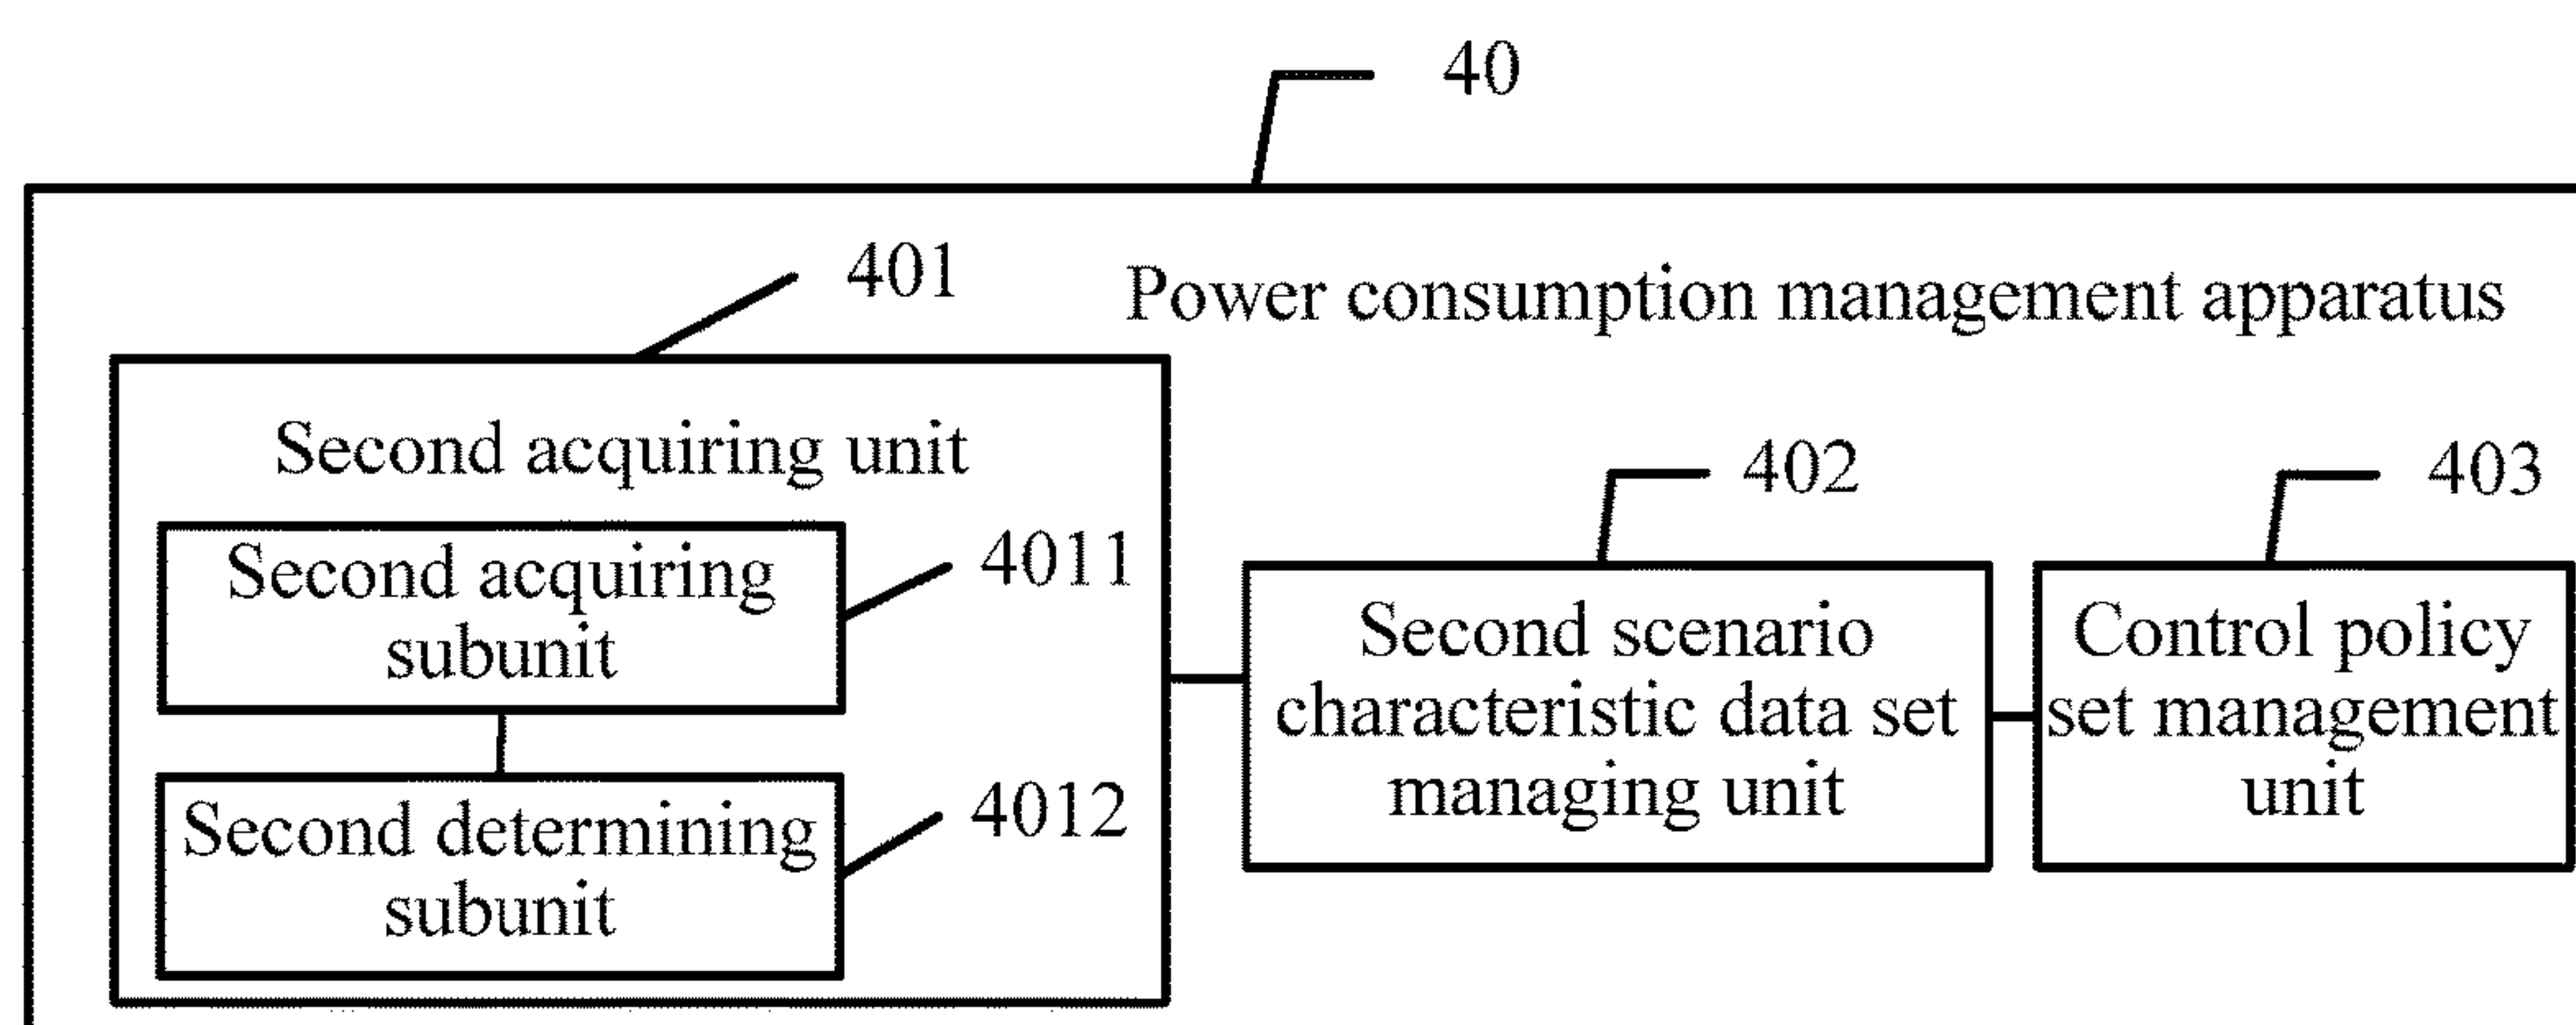 40
401
Power consumption management apparatus
Second acquiring unit
402
403
Second acquiring
subunit
4011
Second scenario
characteristic data set
managing unit
Control policy
set management
unit
Second determining
subunit
4012